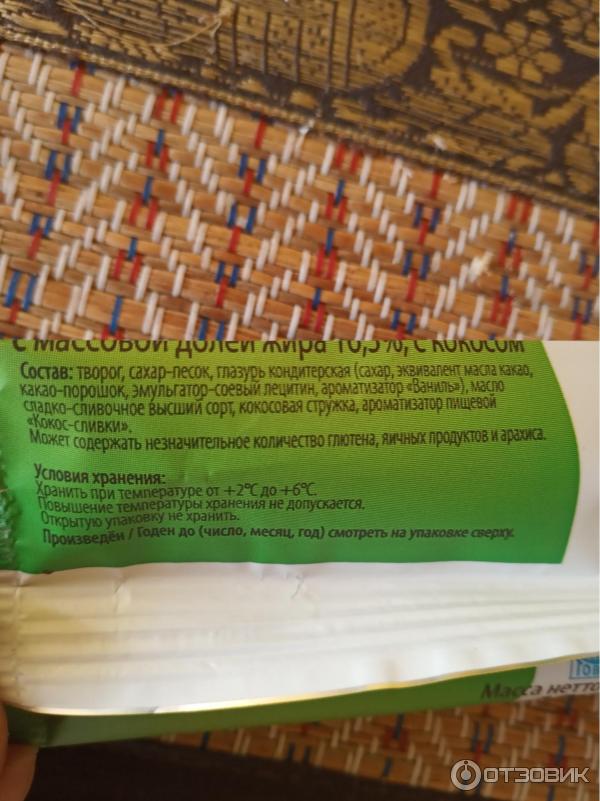 с массовой долей жира 16,5%, с кокосом
Состав: творог, сахар-песок, глазурь кондитерская (сахар, эквивалент масла какао,
какао-порошок, эмульгатор-соевый лецитин, ароматизатор «Ваниль»), масло
сладко-сливочное высший сорт, кокосовая стружка, ароматизатор пищевой
«Кокос-сливки».
Может содержать незначительное количество глютена, яичных продуктов и арахиса.
Условия хранения:
Хранить при температуре от +2°С до +6°С.
Повышение температуры хранения не допускается.
Открытую упаковку не хранить.
Произведён / Годен до (число, месяц, год) смотреть на упаковке сверху.
Масса нетто
ОТЗОВИК